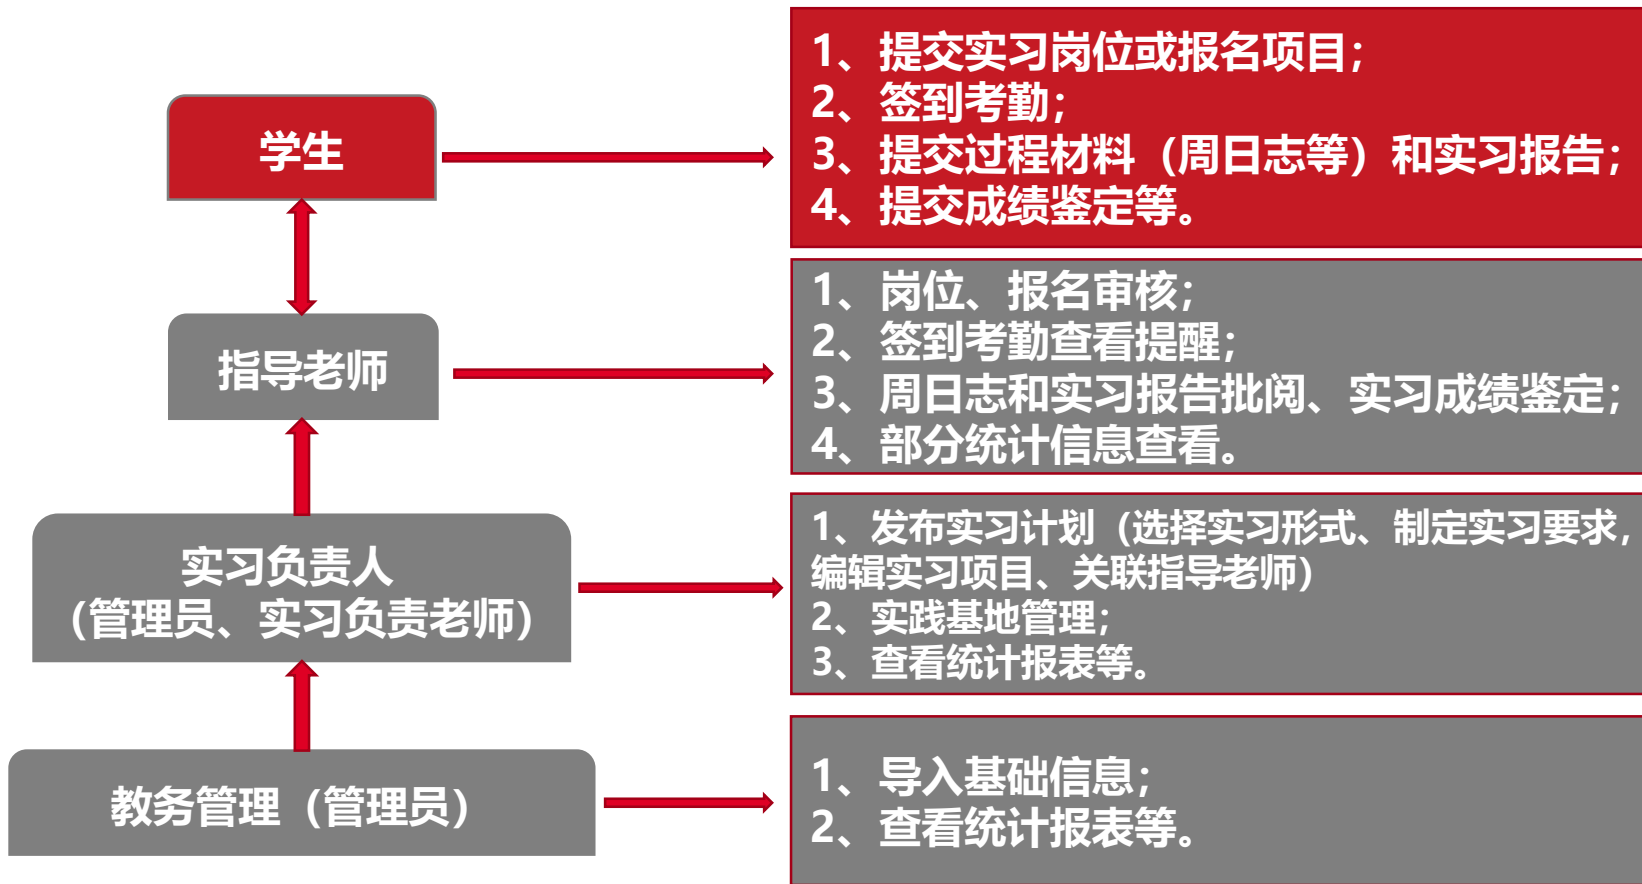 学生
1、提交实习岗位或报名项目；
2、签到考勤；
3、提交过程材料（周日志等）和实习报告；
4、提交成绩鉴定等。
指导老师
1、岗位、报名审核；
2、签到考勤查看提醒；
3、周日志和实习报告批阅、实习成绩鉴定；
4、部分统计信息查看。
实习负责人
（管理员、实习负责老师）
1、发布实习计划（选择实习形式、制定实习要求，
编辑实习项目、关联指导老师）
2、实践基地管理；
3、查看统计报表等。
教务管理（管理员）
1、导入基础信息；
2、查看统计报表等。